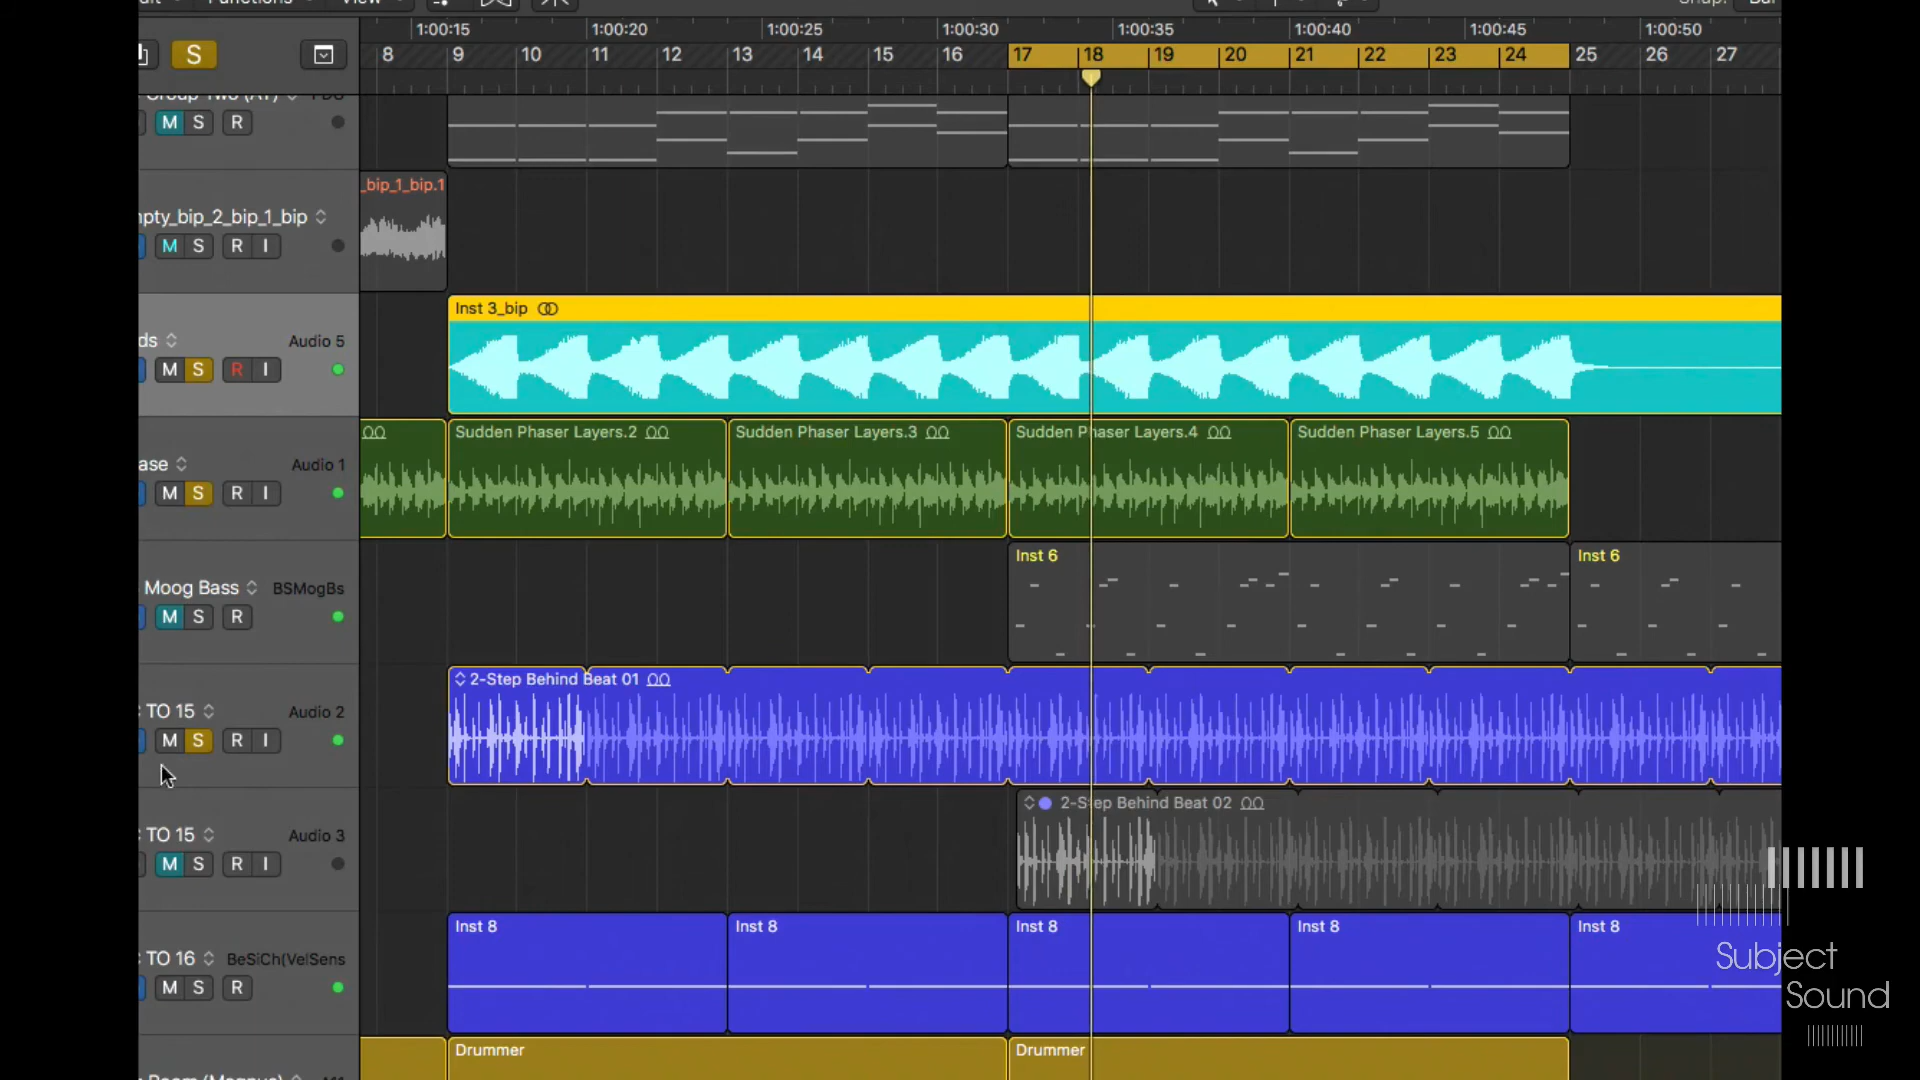 Functions
View
Snap:
S
1:00:15 1:00:20 1:00:25 1:00:30 1:00:35 1:00:40 1:00:45 1:00:50
8 9 10 11 12 13 14 15 16 17 18 19 20 21 22 23 24 25 26 27
M S R
_bip_1_bip.1
npty_bip_2_bip_1_bip
M S R I
Inst 3_bip
ds Audio 5
M S R I
Sudden Phaser Layers.2 Sudden Phaser Layers.3 Sudden Phaser Layers.4 Sudden Phaser Layers.5
ase Audio 1
M S R I
Inst 6 Inst 6
Moog Bass BSMogBs
M S R
2-Step Behind Beat 01
TO 15 Audio 2
M S R I
2-Step Behind Beat 02
TO 15 Audio 3
M S R I
Inst 8 Inst 8 Inst 8 Inst 8 Inst 8
TO 16 BeSiCh(VelSens
M S R
Subject
Sound
Drummer Drummer